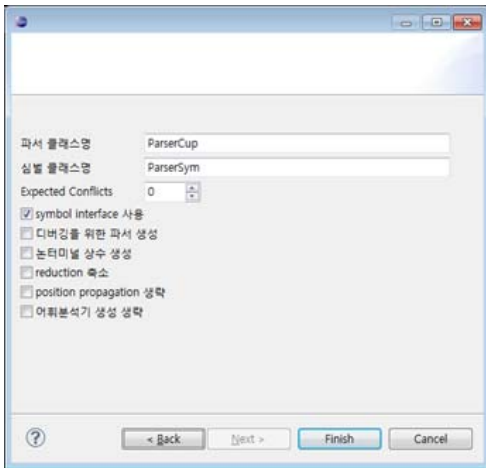 파서 클래스명 ParserCup
심벌 클래스명 ParserSym
Expected Conflicts 0
symbol interface 사용
디버깅을 위한 파서 생성
논터미널 상수 생성
reduction 축소
position propagation 생략
어휘분석기 생성 생략
? < Back Next > Finish Cancel